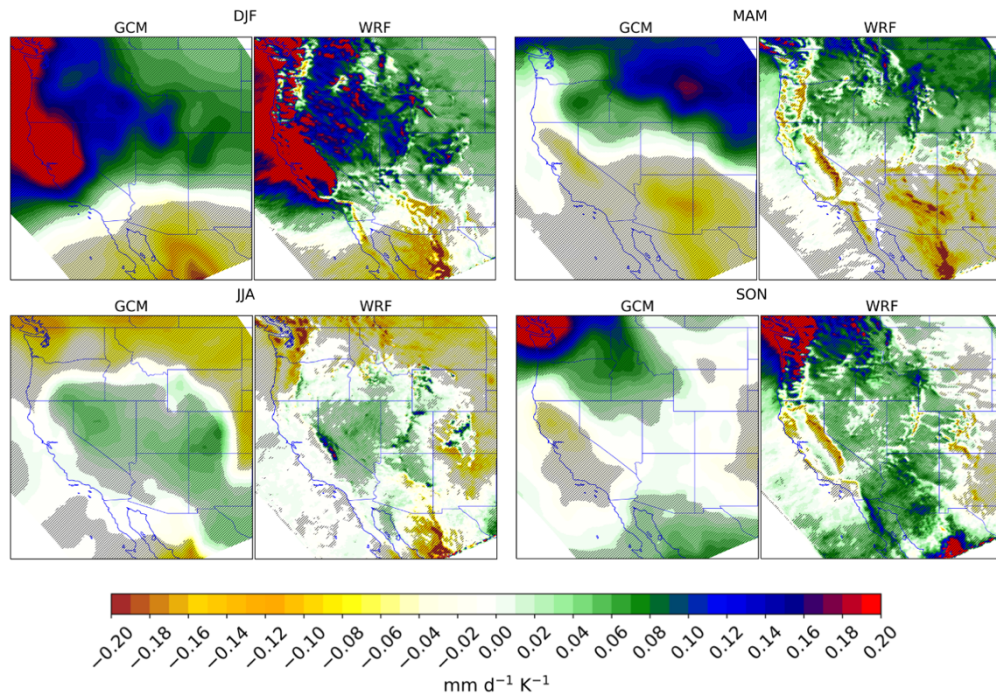 DJF
MAM
GCM
WRF
GCM
WRF
JJA
SON
GCM
WRF
GCM
WRF
−0.20
−0.18
−0.16
−0.14
−0.12
−0.10
−0.08
−0.06
−0.04
−0.02
0.00
0.02
0.04
0.06
0.08
0.10
0.12
0.14
0.16
0.18
0.20
mm d⁻¹ K⁻¹